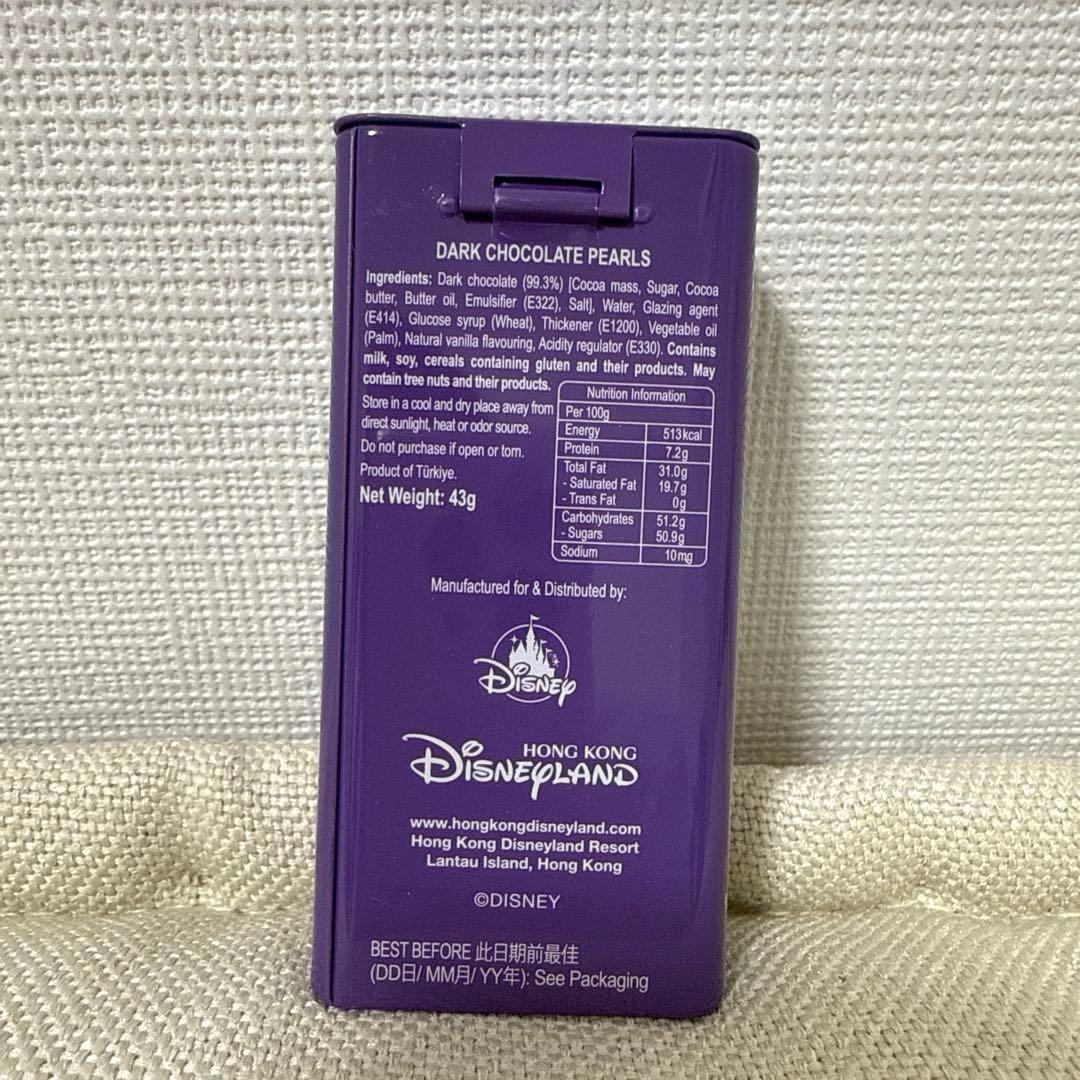 DARK CHOCOLATE PEARLS
Ingredients: Dark chocolate (99.3%) [Cocoa mass, Sugar, Cocoa
butter, Butter oil, Emulsifier (E322), Salt], Water, Glazing agent
(E414), Glucose syrup (Wheat), Thickener (E1200), Vegetable oil
(Palm), Natural vanilla flavouring, Acidity regulator (E330). Contains
milk, soy, cereals containing gluten and their products. May
contain tree nuts and their products.
Store in a cool and dry place away from
direct sunlight, heat or odor source.
Do not purchase if open or torn.
Product of Türkiye.
Net Weight: 43g
Nutrition Information
Per 100g
Energy 513kcal
Protein 7.2g
Total Fat 31.0g
- Saturated Fat 19.7g
- Trans Fat 0g
Carbohydrates 51.2g
- Sugars 50.9g
Sodium 10mg
Manufactured for & Distributed by:
DISNEY
HONG KONG
DISNEYLAND
www.hongkongdisneyland.com
Hong Kong Disneyland Resort
Lantau Island, Hong Kong
©DISNEY
BEST BEFORE 此日期前最佳
(DD日/ MM月/ YY年): See Packaging